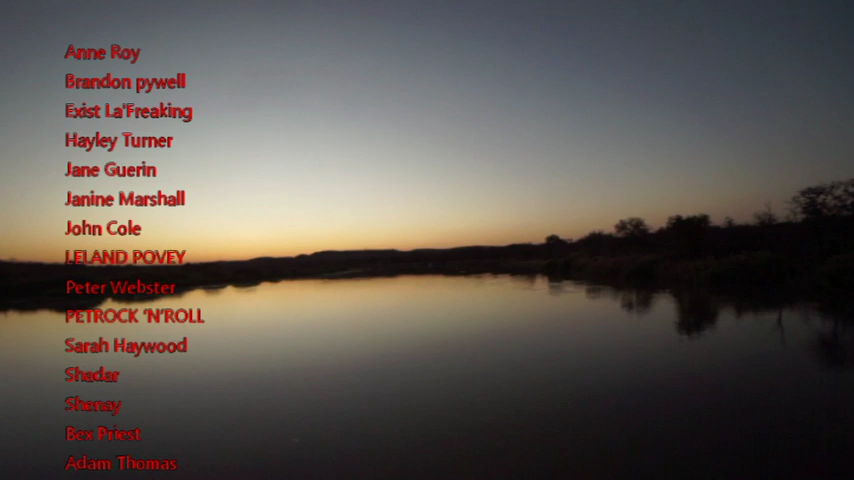 Anne Roy
Brandon pywell
Exist La'Freaking
Hayley Turner
Jane Guerin
Janine Marshall
John Cole
LELAND POVEY
Peter Webster
PETROCK ‘N’ROLL
Sarah Haywood
Shadar
Shenay
Bex Priest
Adam Thomas